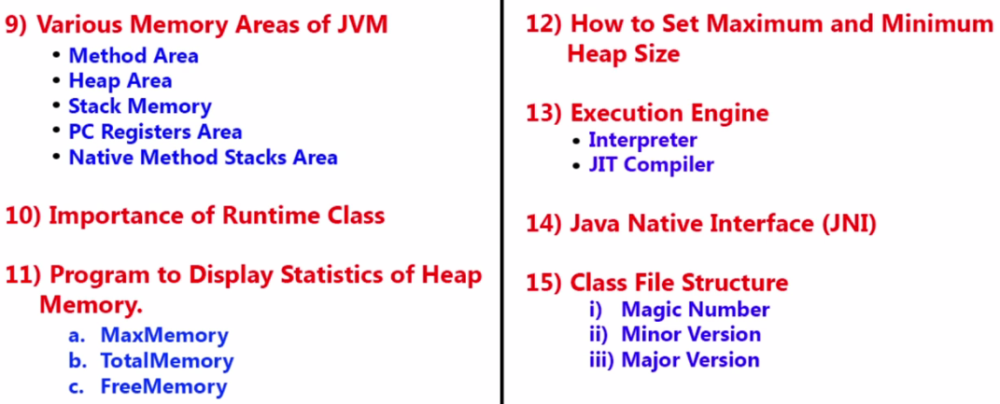 9) Various Memory Areas of JVM
• Method Area
• Heap Area
• Stack Memory
• PC Registers Area
• Native Method Stacks Area
10) Importance of Runtime Class
11) Program to Display Statistics of Heap
Memory.
a. MaxMemory
b. TotalMemory
c. FreeMemory
12) How to Set Maximum and Minimum
Heap Size
13) Execution Engine
• Interpreter
• JIT Compiler
14) Java Native Interface (JNI)
15) Class File Structure
i) Magic Number
ii) Minor Version
iii) Major Version